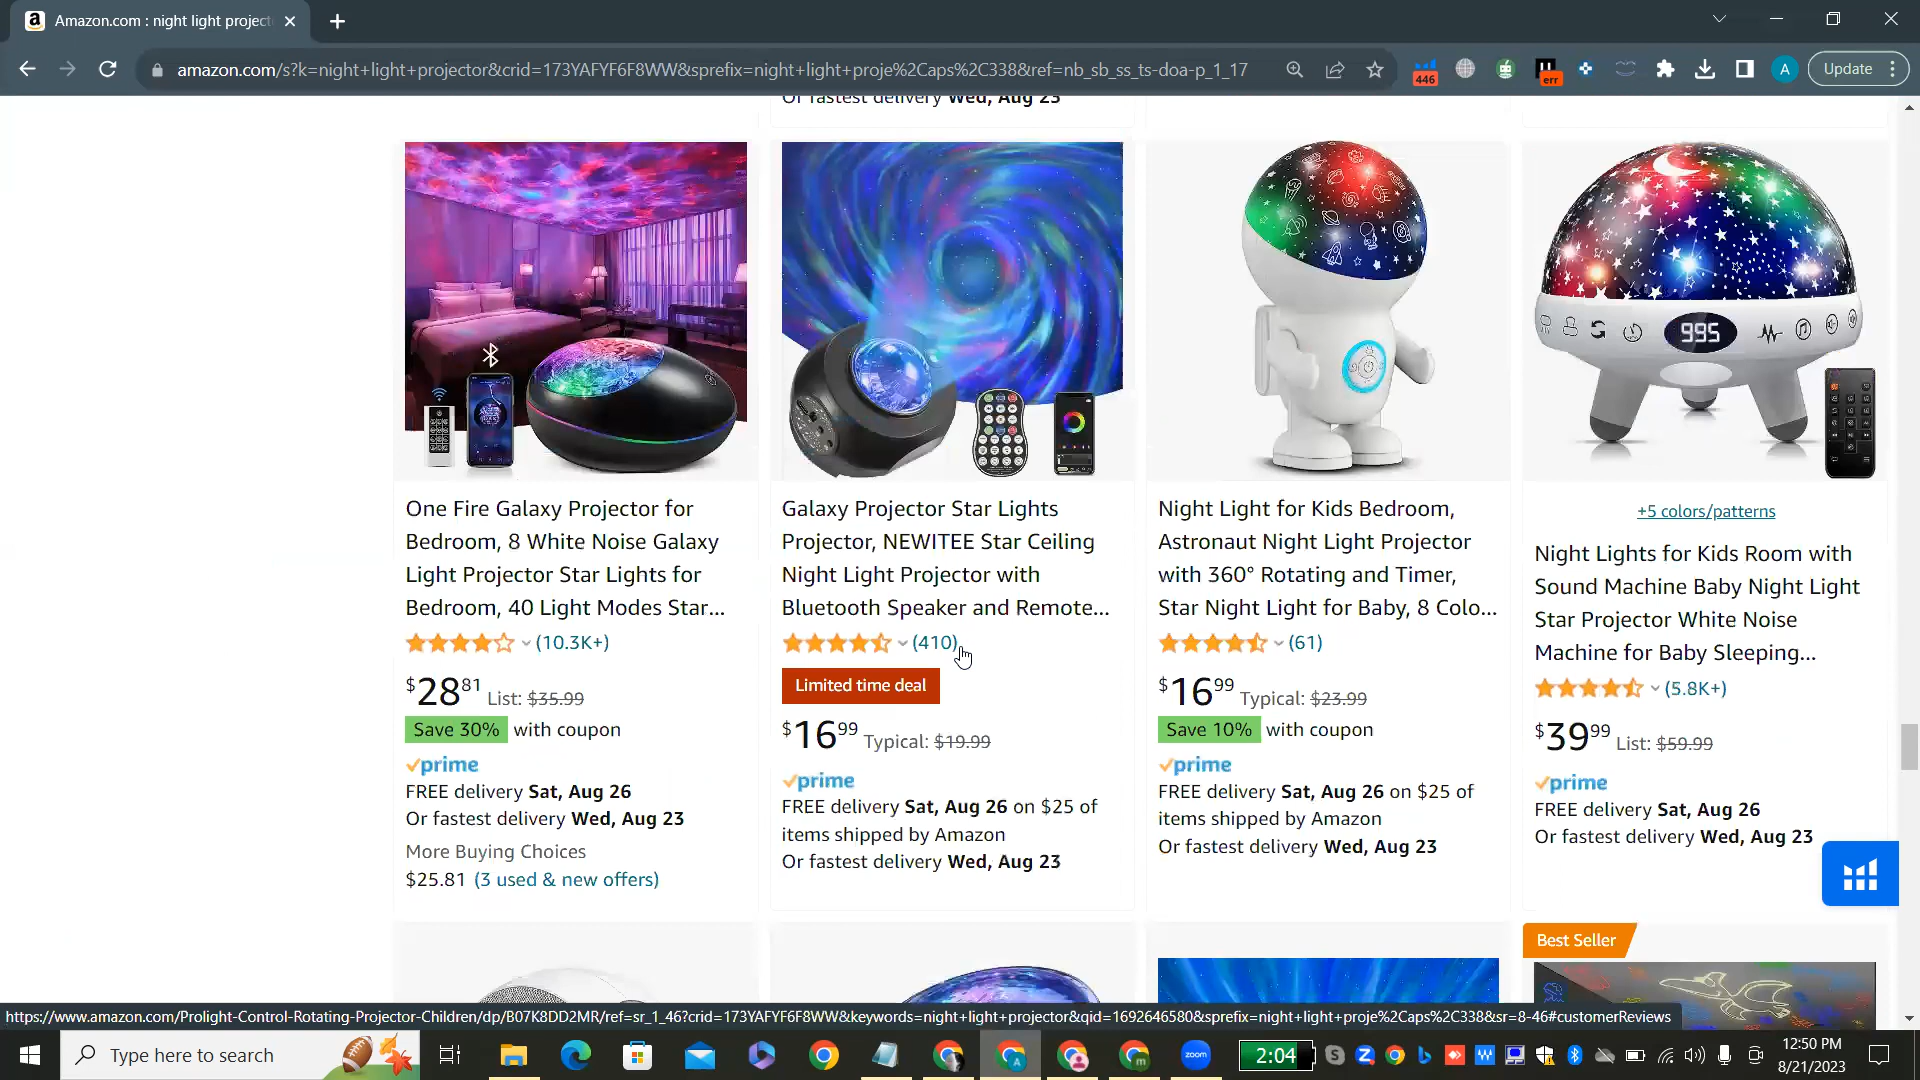 Amazon.com : night light project
amazon.com/s?k=night+light+projector&crid=173YAFYF6F8WW&sprefix=night+light+proje%2Caps%2C338&ref=nb_sb_ss_ts-doa-p_1_17
446
err
A
Update
Or fastest delivery Wed, Aug 23
995
One Fire Galaxy Projector for
Bedroom, 8 White Noise Galaxy
Light Projector Star Lights for
Bedroom, 40 Light Modes Star...
(10.3K+)
$2881 List: $35.99
Save 30% with coupon
prime
FREE delivery Sat, Aug 26
Or fastest delivery Wed, Aug 23
More Buying Choices
$25.81 (3 used & new offers)
Galaxy Projector Star Lights
Projector, NEWITEE Star Ceiling
Night Light Projector with
Bluetooth Speaker and Remote...
(410)
Limited time deal
$1699 Typical: $19.99
prime
FREE delivery Sat, Aug 26 on $25 of
items shipped by Amazon
Or fastest delivery Wed, Aug 23
Night Light for Kids Bedroom,
Astronaut Night Light Projector
with 360° Rotating and Timer,
Star Night Light for Baby, 8 Colo...
(61)
$1699 Typical: $23.99
Save 10% with coupon
prime
FREE delivery Sat, Aug 26 on $25 of
items shipped by Amazon
Or fastest delivery Wed, Aug 23
+5 colors/patterns
Night Lights for Kids Room with
Sound Machine Baby Night Light
Star Projector White Noise
Machine for Baby Sleeping...
(5.8K+)
$3999 List: $59.99
prime
FREE delivery Sat, Aug 26
Or fastest delivery Wed, Aug 23
Best Seller
https://www.amazon.com/Prolight-Control-Rotating-Projector-Children/dp/B07K8DD2MR/ref=sr_1_46?crid=173YAFYF6F8WW&keywords=night+light+projector&qid=1692646580&sprefix=night+light+proje%2Caps%2C338&sr=8-46#customerReviews
Type here to search
zoom
2:04
12:50 PM
8/21/2023